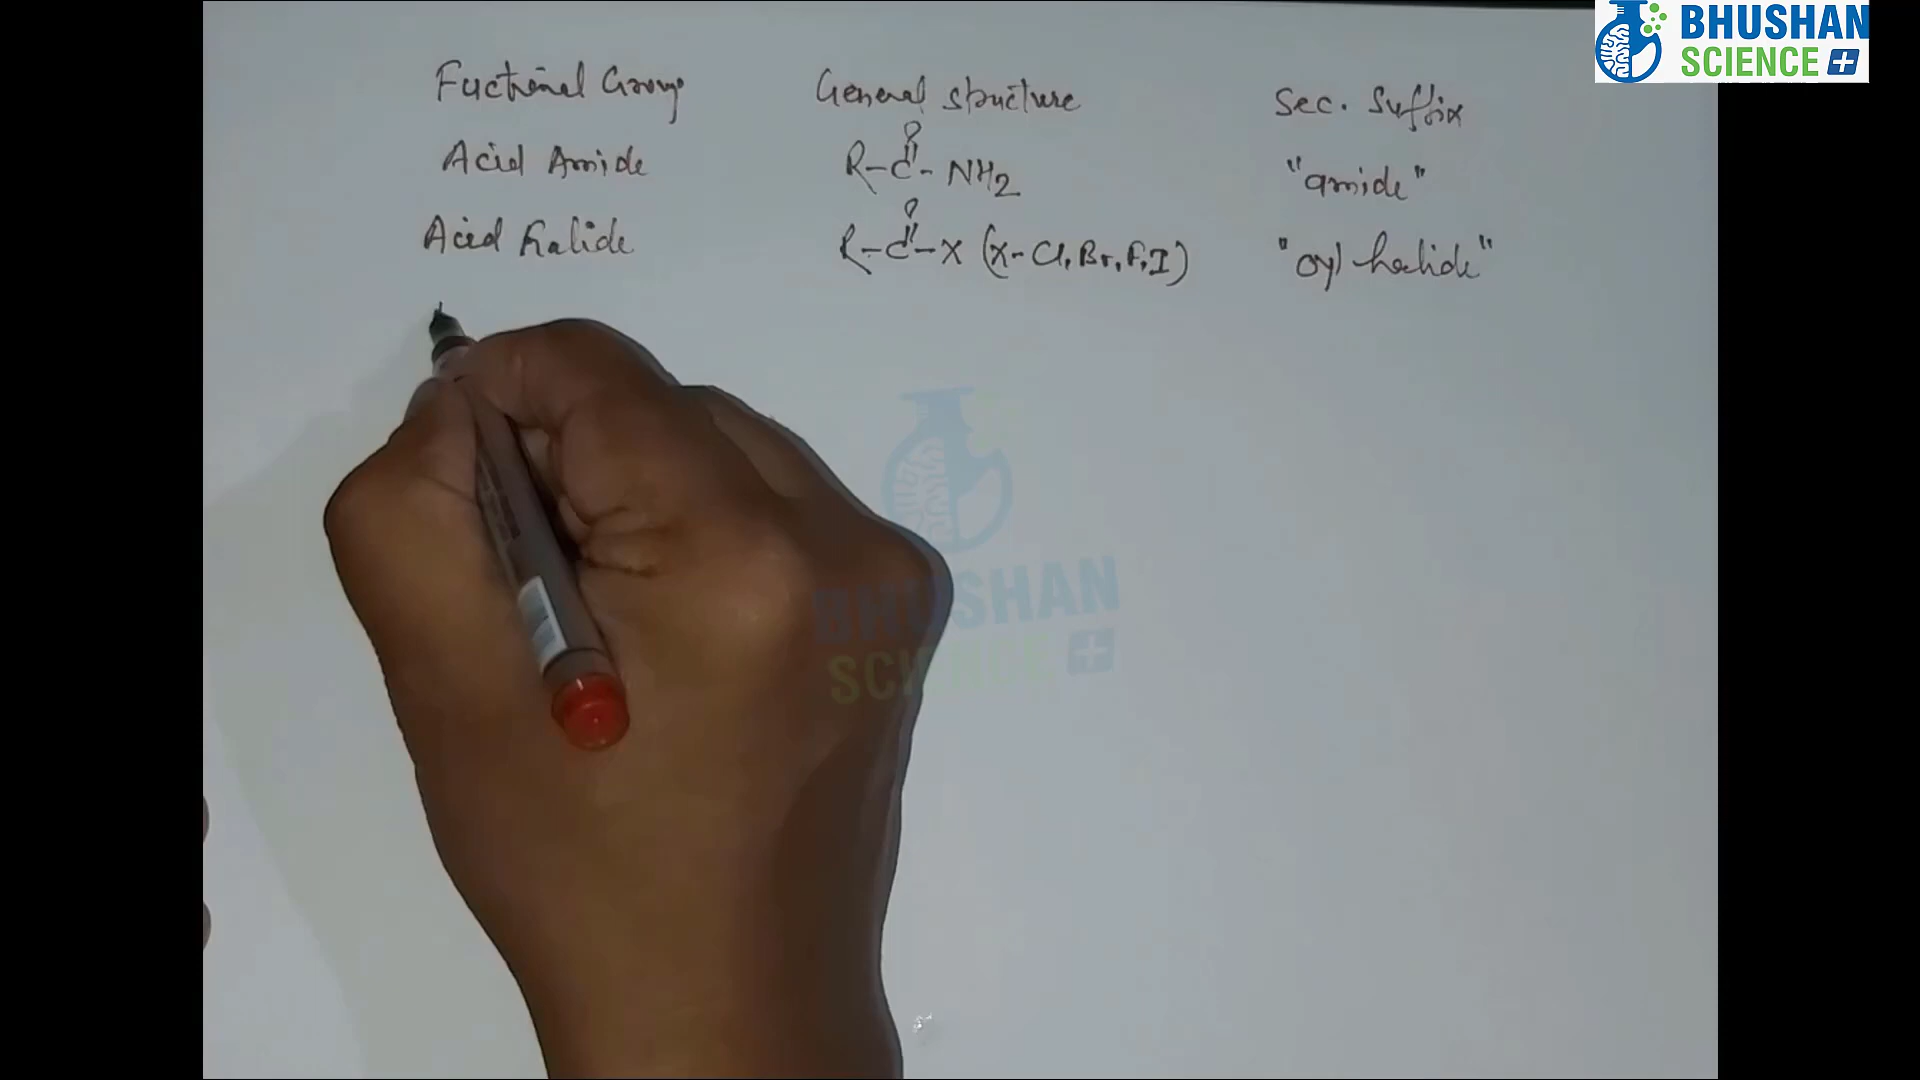 BHUSHAN
SCIENCE +
Fuctional Group General structure Sec. Suffix
Acid Amide R-C-NH2 "amide"
O
Acid halide R-C-X (X- Cl, Br, F, I) "oyl halide"
O
BHUSHAN
SCIENCE +